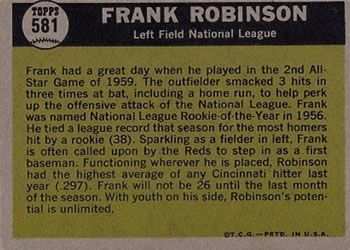 TOPPS
581
FRANK ROBINSON
Left Field National League
Frank had a great day when he played in the 2nd All-
Star Game of 1959. The outfielder smacked 3 hits in
three times at bat, including a home run, to help perk
up the offensive attack of the National League. Frank
was named National League Rookie-of-the-Year in 1956.
He tied a league record that season for the most homers
hit by a rookie (38). Sparkling as a fielder in left, Frank
is often called upon by the Reds to step in as a first
baseman. Functioning wherever he is placed, Robinson
had the highest average of any Cincinnati hitter last
year (.297). Frank will not be 26 until the last month
of the season. With youth on his side, Robinson's poten-
tial is unlimited.
©T.C.G.—PRTD. IN U.S.A.